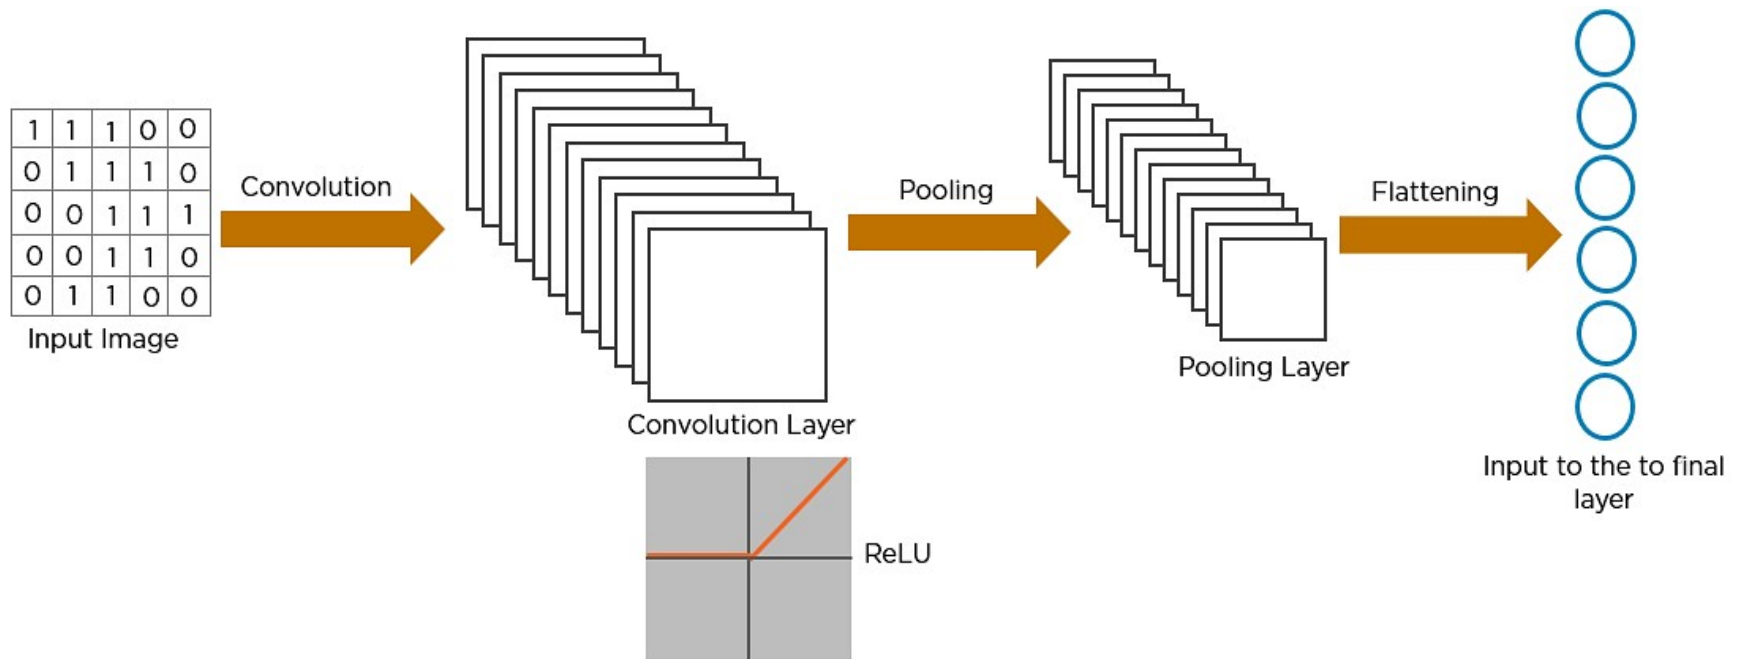 1 1 1 0 0
0 1 1 1 0
0 0 1 1 1
0 0 1 1 0
0 1 1 0 0
Input Image
Convolution
Convolution Layer
ReLU
Pooling
Pooling Layer
Flattening
Input to the to final
layer